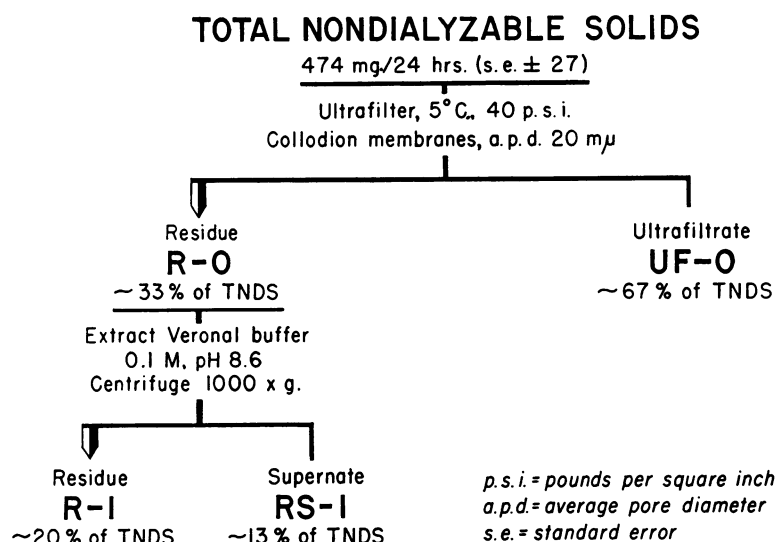 TOTAL NONDIALYZABLE SOLIDS
474 mg./24 hrs. (s.e. ± 27)
Ultrafilter, 5°C., 40 p.s.i.
Collodion membranes, a.p.d. 20 mμ
Residue
R-O
~33% of TNDS
Ultrafiltrate
UF-O
~67% of TNDS
Extract Veronal buffer
0.1 M, pH 8.6
Centrifuge 1000 x g.
Residue
R-I
~20% of TNDS
Supernate
RS-I
~13% of TNDS
p.s.i. = pounds per square inch
a.p.d. = average pore diameter
s.e. = standard error